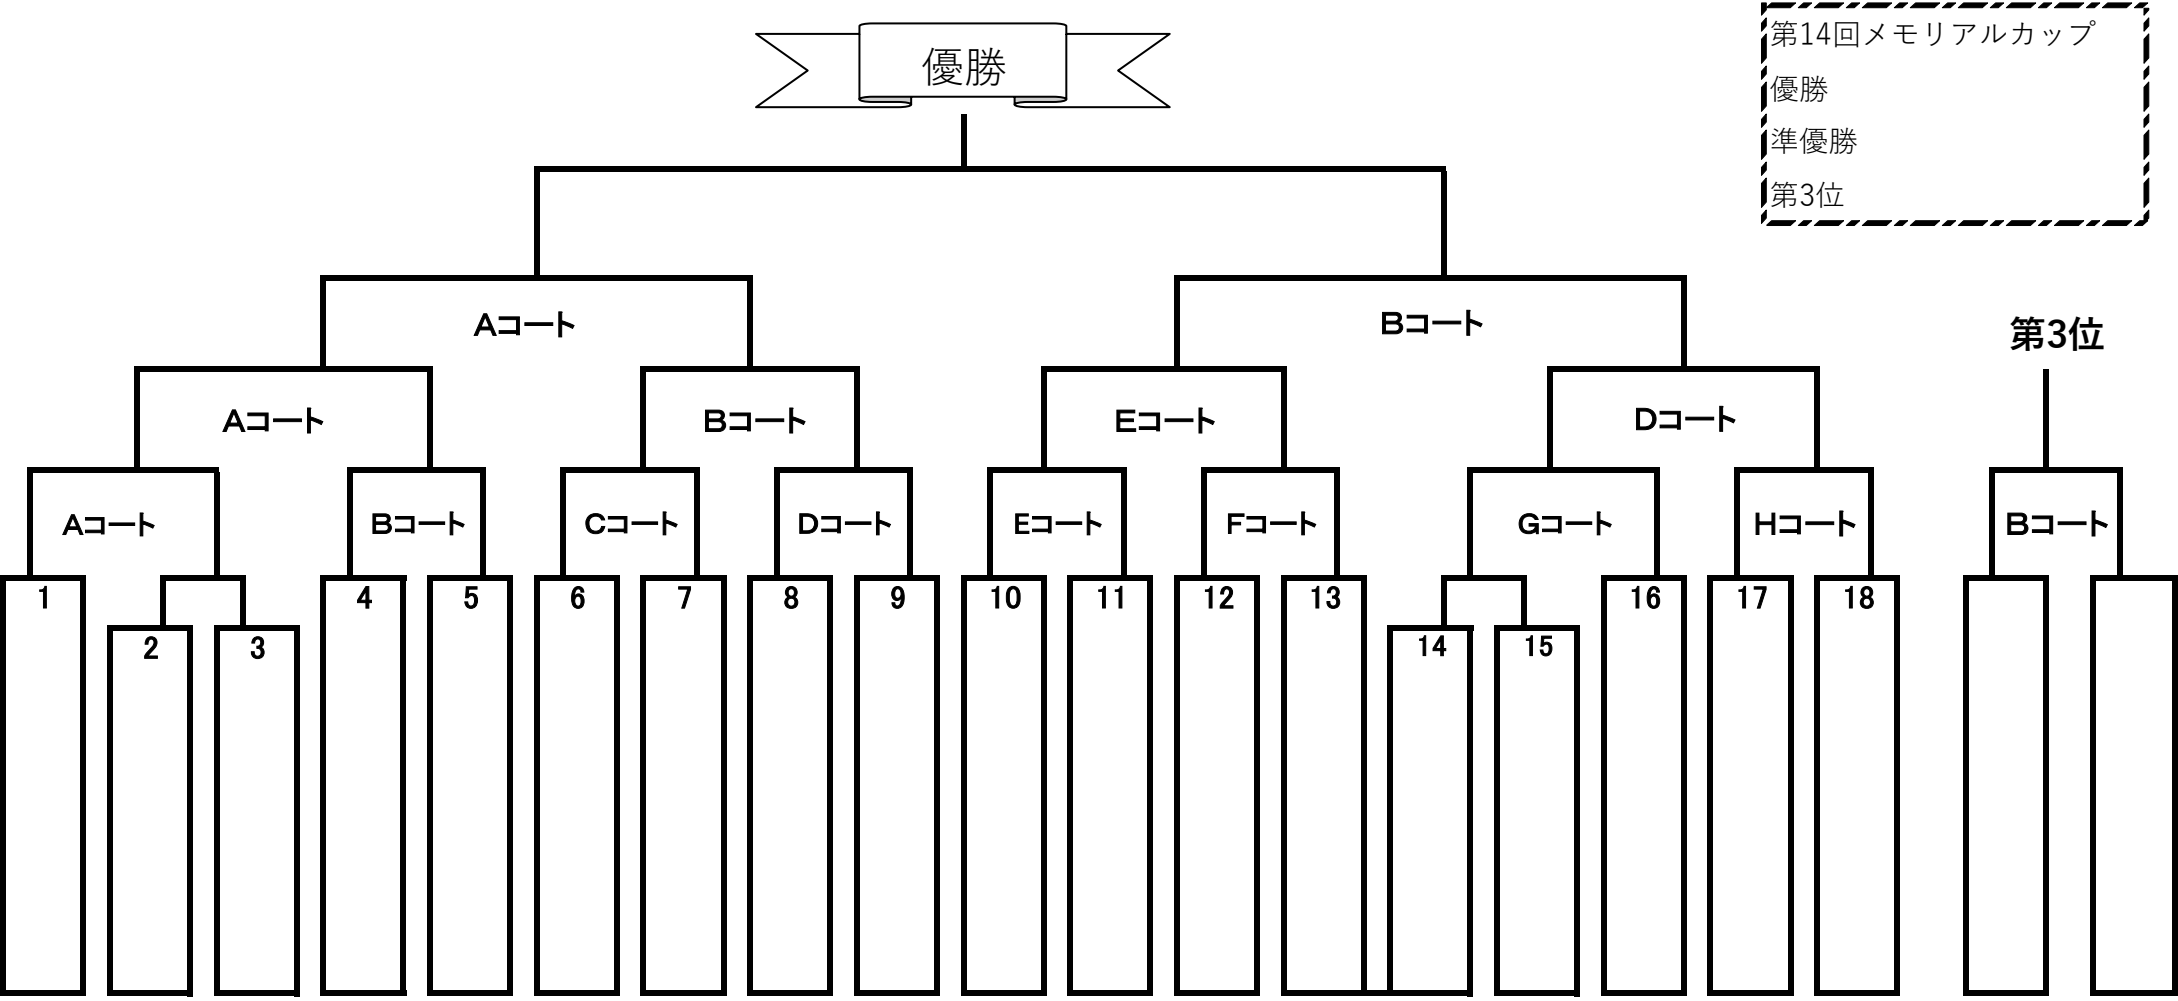 優勝
第14回メモリアルカップ
優勝
準優勝
第3位
Aコート
Bコート
第3位
Aコート
Bコート
Eコート
Dコート
Aコート
Bコート
Cコート
Dコート
Eコート
Fコート
Gコート
Hコート
Bコート
1
4
5
6
7
8
9
10
11
12
13
16
17
18
2
3
14
15